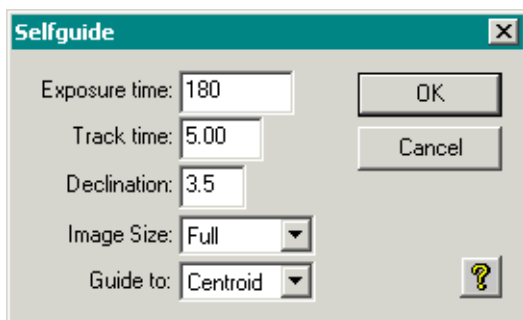 Selfguide
Exposure time: 180
OK
Track time: 5.00
Cancel
Declination: 3.5
Image Size: Full
Guide to: Centroid
?